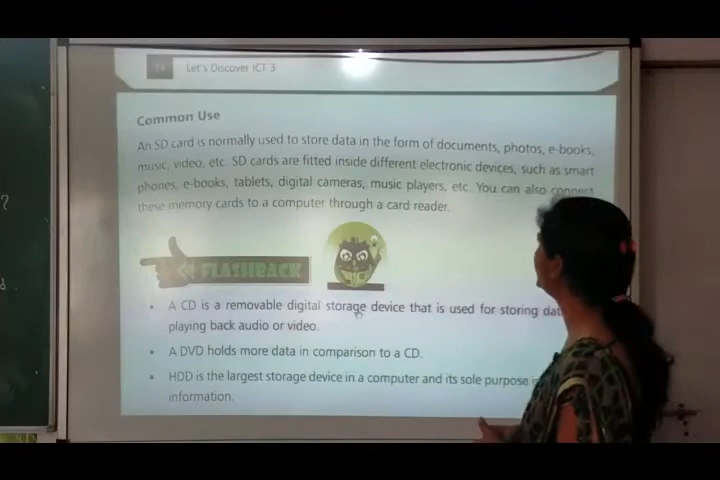 14 Let's Discover ICT 3
Common Use
An SD card is normally used to store data in the form of documents, photos, e-books,
music, video, etc. SD cards are fitted inside different electronic devices, such as smart
phones, e-books, tablets, digital cameras, music players, etc. You can also connect
these memory cards to a computer through a card reader.
FLASHBACK
• A CD is a removable digital storage device that is used for storing
playing back audio or video.
• A DVD holds more data in comparison to a CD.
• HDD is the largest storage device in a computer and its sole purpose
information.
?